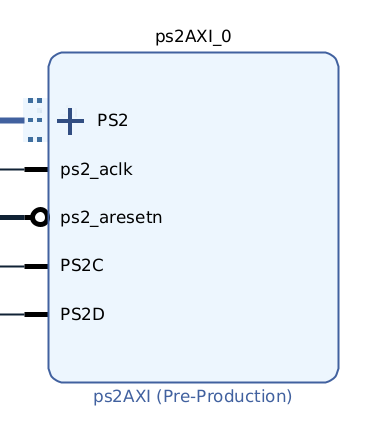 ps2AXI_0
PS2
ps2_aclk
ps2_aresetn
PS2C
PS2D
ps2AXI (Pre-Production)